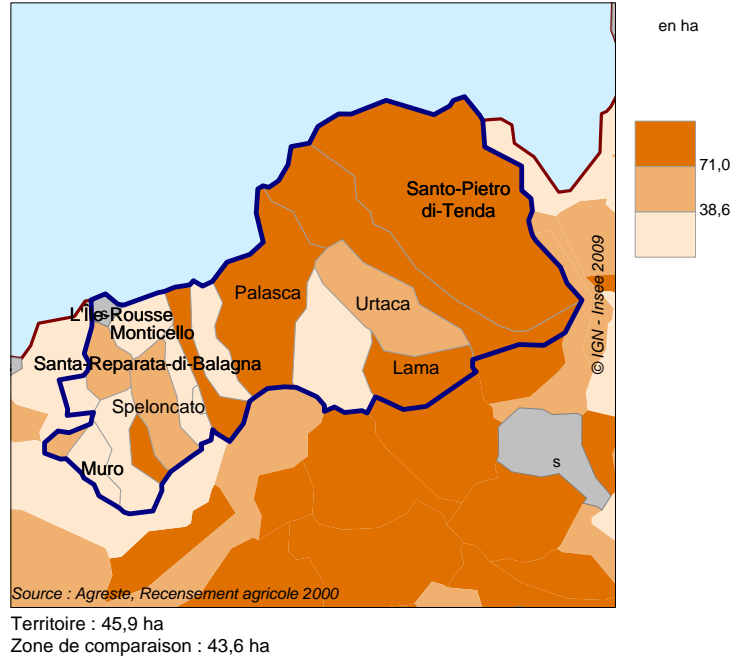 en ha
71,0
38,6
Santo-Pietro
di-Tenda
Palasca
Urtaca
L'Île-Rousse
s
Monticello
Santa-Reparata-di-Balagna
Lama
Speloncato
Muro
s
© IGN - Insee 2009
Source : Agreste, Recensement agricole 2000
Territoire : 45,9 ha
Zone de comparaison : 43,6 ha